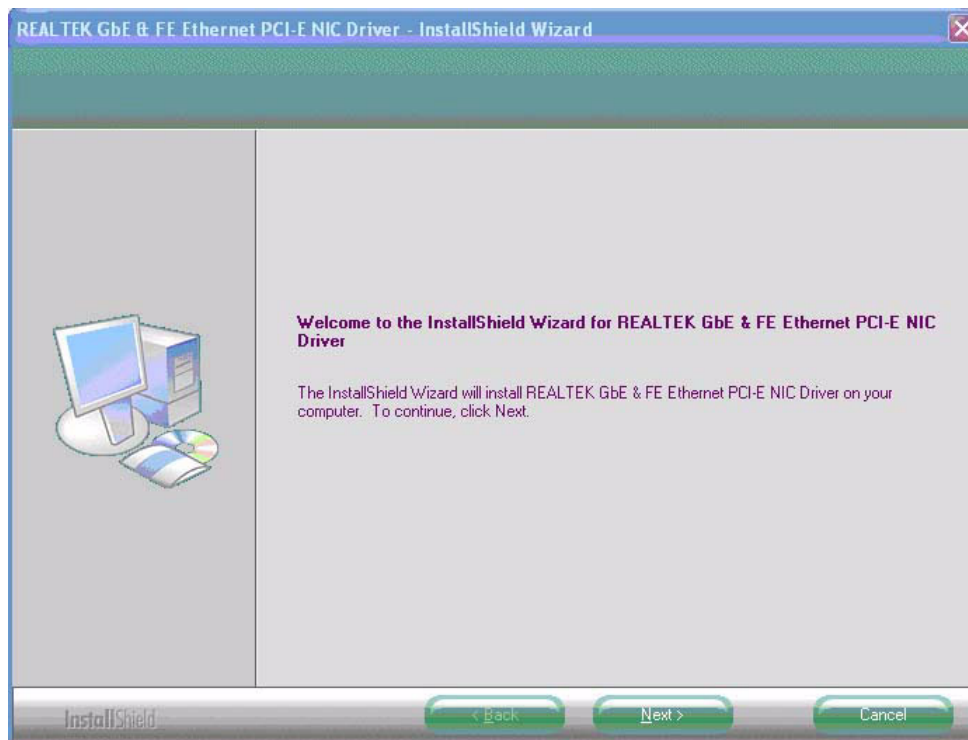 REALTEK GbE & FE Ethernet PCI-E NIC Driver - InstallShield Wizard
Welcome to the InstallShield Wizard for REALTEK GbE & FE Ethernet PCI-E NIC
Driver
The InstallShield Wizard will install REALTEK GbE & FE Ethernet PCI-E NIC Driver on your
computer. To continue, click Next.
InstallShield
< Back
Next >
Cancel